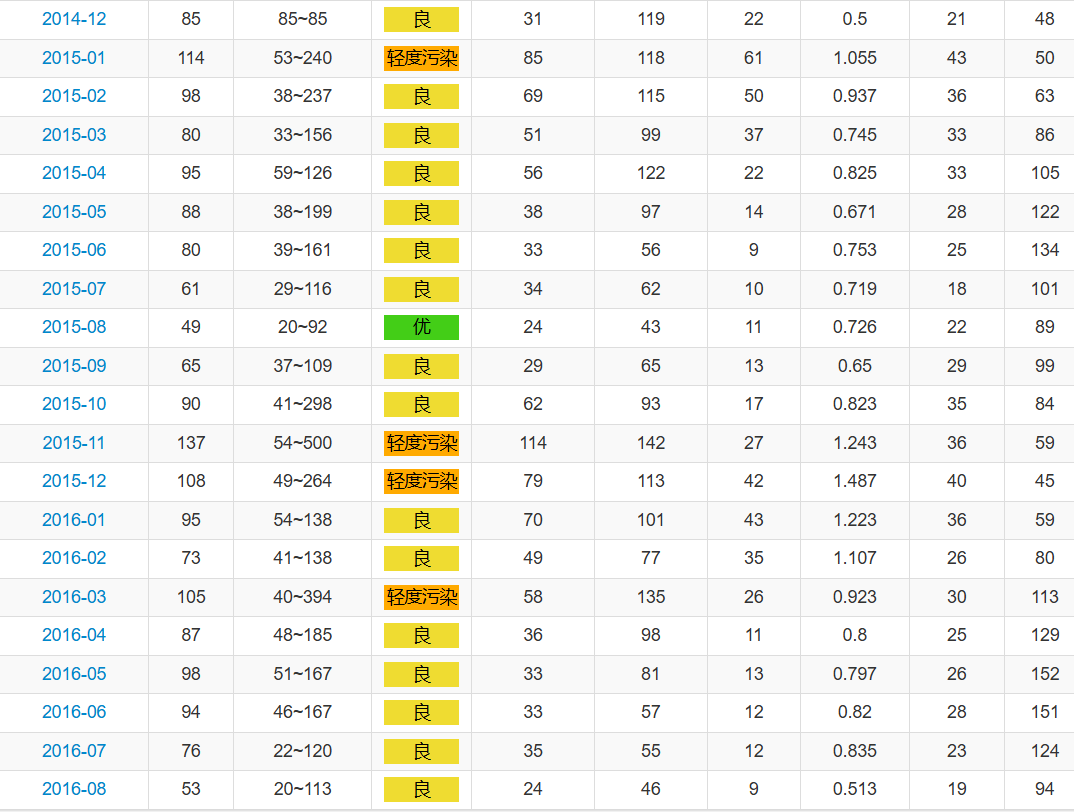 2014-12 85 85~85 良 31 119 22 0.5 21 48
2015-01 114 53~240 轻度污染 85 118 61 1.055 43 50
2015-02 98 38~237 良 69 115 50 0.937 36 63
2015-03 80 33~156 良 51 99 37 0.745 33 86
2015-04 95 59~126 良 56 122 22 0.825 33 105
2015-05 88 38~199 良 38 97 14 0.671 28 122
2015-06 80 39~161 良 33 56 9 0.753 25 134
2015-07 61 29~116 良 34 62 10 0.719 18 101
2015-08 49 20~92 优 24 43 11 0.726 22 89
2015-09 65 37~109 良 29 65 13 0.65 29 99
2015-10 90 41~298 良 62 93 17 0.823 35 84
2015-11 137 54~500 轻度污染 114 142 27 1.243 36 59
2015-12 108 49~264 轻度污染 79 113 42 1.487 40 45
2016-01 95 54~138 良 70 101 43 1.223 36 59
2016-02 73 41~138 良 49 77 35 1.107 26 80
2016-03 105 40~394 轻度污染 58 135 26 0.923 30 113
2016-04 87 48~185 良 36 98 11 0.8 25 129
2016-05 98 51~167 良 33 81 13 0.797 26 152
2016-06 94 46~167 良 33 57 12 0.82 28 151
2016-07 76 22~120 良 35 55 12 0.835 23 124
2016-08 53 20~113 良 24 46 9 0.513 19 94